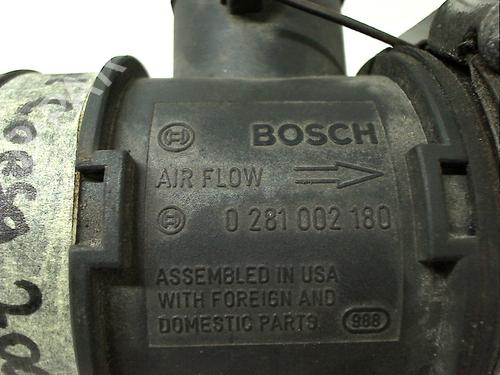 BOSCH
AIR FLOW
0 281 002 180
ASSEMBLED IN USA
WITH FOREIGN AND
DOMESTIC PARTS. 988